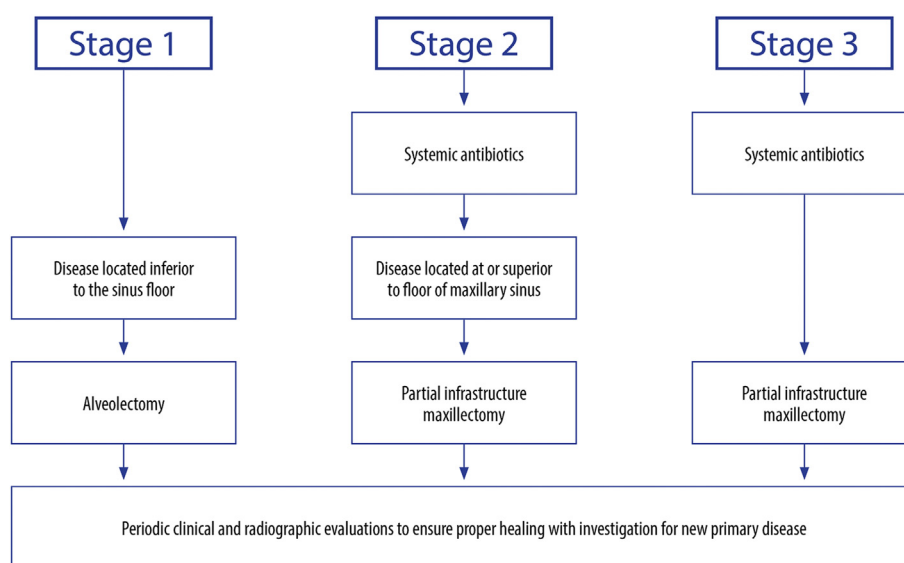 Stage 1
Stage 2
Stage 3
Systemic antibiotics
Systemic antibiotics
Disease located inferior
to the sinus floor
Disease located at or superior
to floor of maxillary sinus
Alveolectomy
Partial infrastructure
maxillectomy
Partial infrastructure
maxillectomy
Periodic clinical and radiographic evaluations to ensure proper healing with investigation for new primary disease